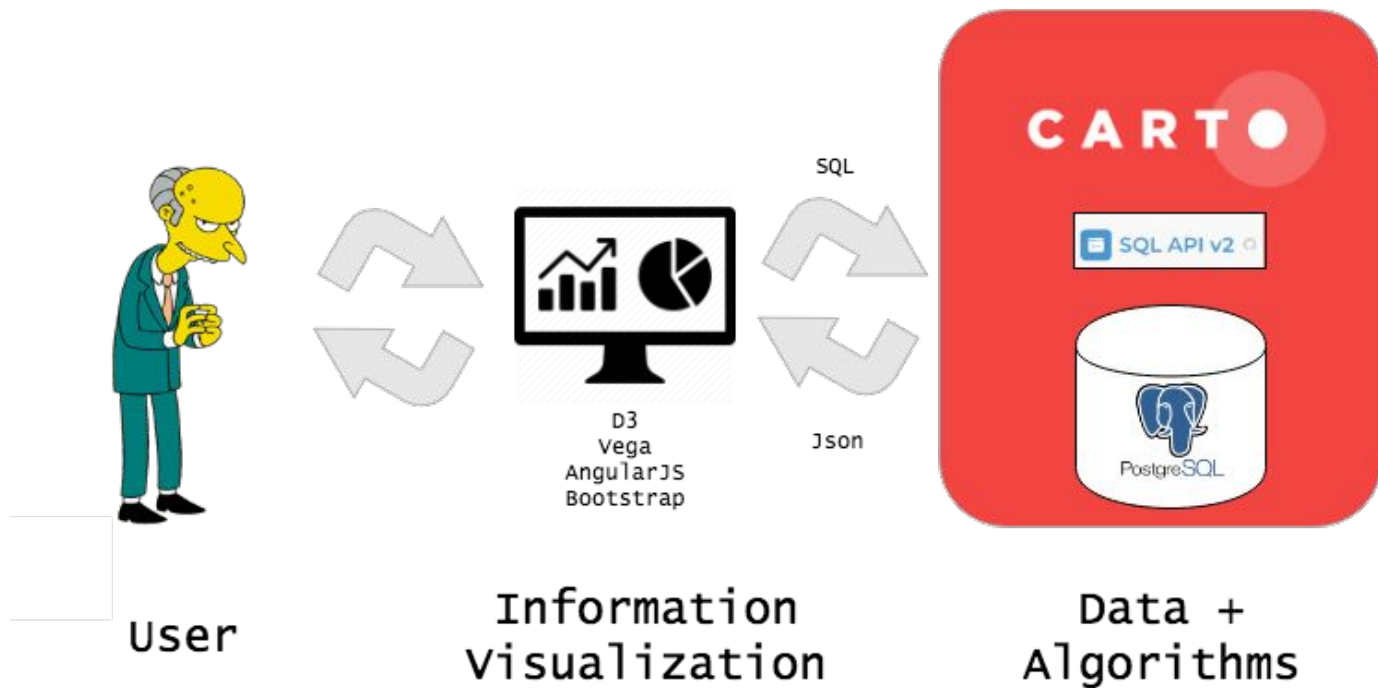 CARTO
SQL
SQL API v2
D3
Vega
AngularJS
Bootstrap
Json
PostgreSQL
User
Information
Visualization
Data +
Algorithms